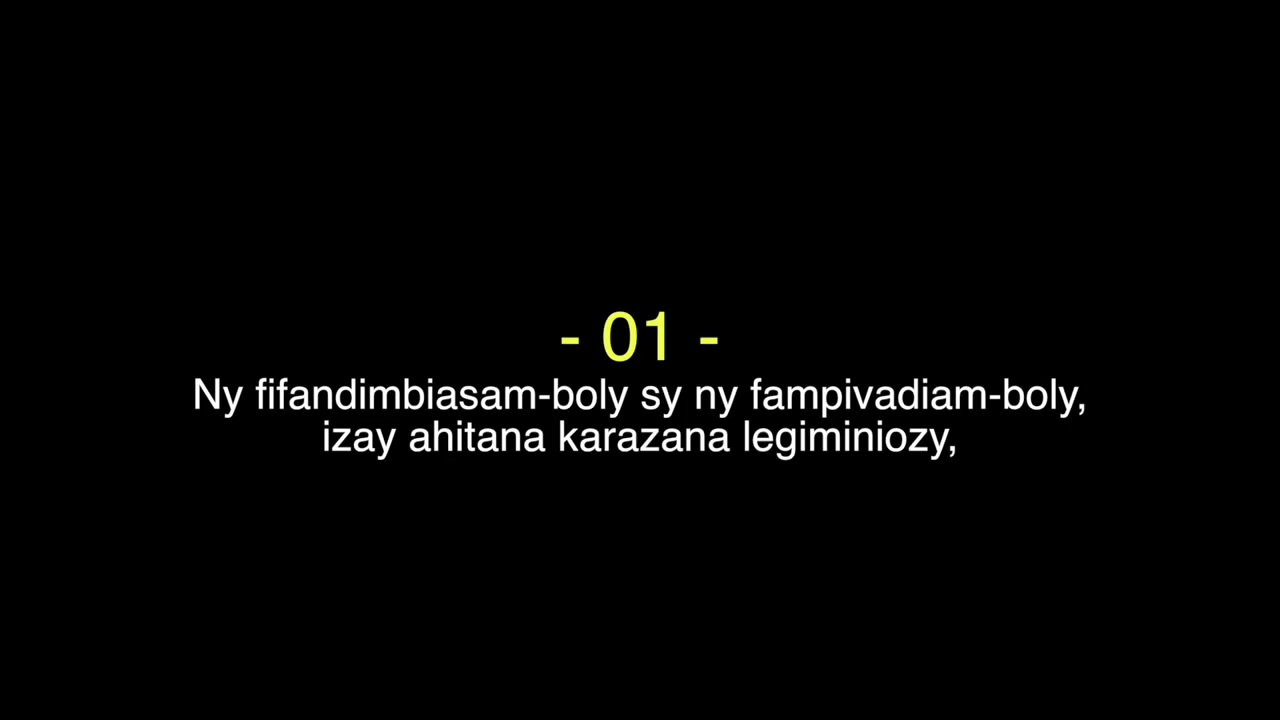 - 01 -
Ny fifandimbiasam-boly sy ny fampivadiam-boly,
izay ahitana karazana legiminiozy,